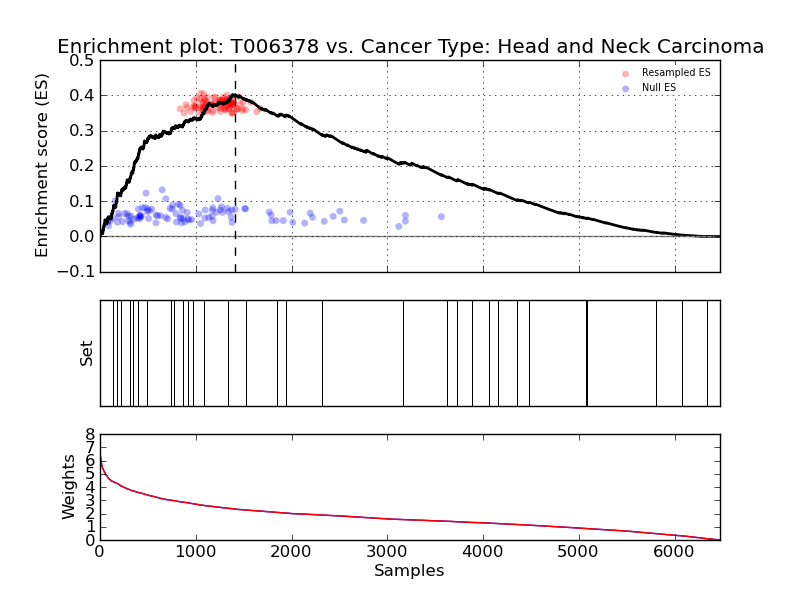 Enrichment plot: T006378 vs. Cancer Type: Head and Neck Carcinoma
0.5
0.4
0.3
0.2
0.1
0.0
−0.1
Enrichment score (ES)
Resampled ES
Null ES
Set
8
7
6
5
4
3
2
1
0
Weights
0 1000 2000 3000 4000 5000 6000
Samples